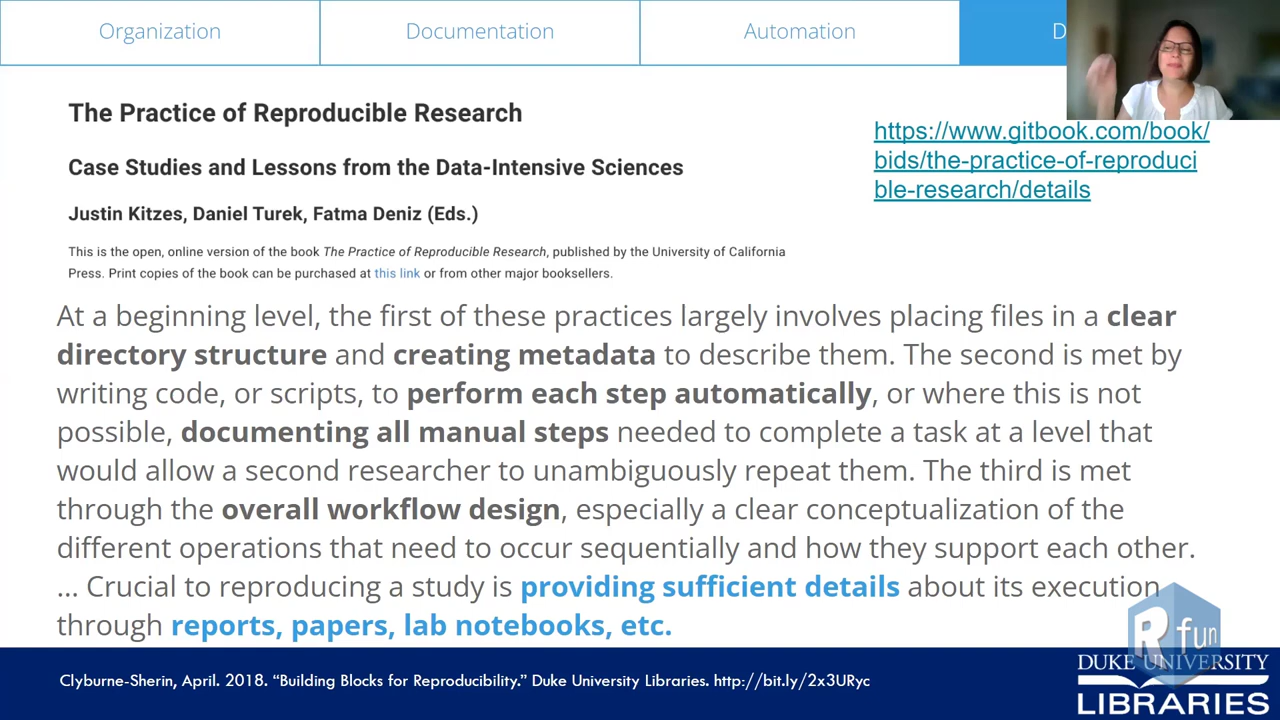 Organization
Documentation
Automation
D
The Practice of Reproducible Research
Case Studies and Lessons from the Data-Intensive Sciences
Justin Kitzes, Daniel Turek, Fatma Deniz (Eds.)
This is the open, online version of the book The Practice of Reproducible Research, published by the University of California
Press. Print copies of the book can be purchased at this link or from other major booksellers.
https://www.gitbook.com/book/
bids/the-practice-of-reproduci
ble-research/details
At a beginning level, the first of these practices largely involves placing files in a clear
directory structure and creating metadata to describe them. The second is met by
writing code, or scripts, to perform each step automatically, or where this is not
possible, documenting all manual steps needed to complete a task at a level that
would allow a second researcher to unambiguously repeat them. The third is met
through the overall workflow design, especially a clear conceptualization of the
different operations that need to occur sequentially and how they support each other.
... Crucial to reproducing a study is providing sufficient details about its execution
through reports, papers, lab notebooks, etc.
R fun
Clyburne-Sherin, April. 2018. “Building Blocks for Reproducibility.” Duke University Libraries. http://bit.ly/2x3URyc
DUKE UNIVERSITY
LIBRARIES